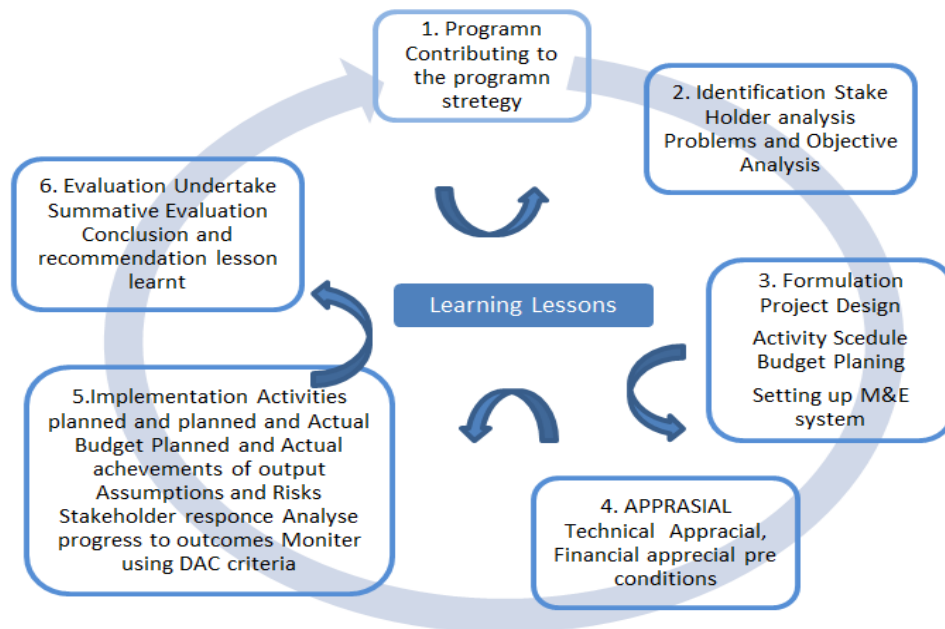 1. Programn
Contributing to
the programn
stretegy
2. Identification Stake
Holder analysis
Problems and Objective
Analysis
3. Formulation
Project Design
Activity Scedule
Budget Planing
Setting up M&E
system
4. APPRASIAL
Technical Appracial,
Financial apprecial pre
conditions
5.Implementation Activities
planned and planned and Actual
Budget Planned and Actual
achevements of output
Assumptions and Risks
Stakeholder responce Analyse
progress to outcomes Moniter
using DAC criteria
6. Evaluation Undertake
Summative Evaluation
Conclusion and
recommendation lesson
learnt
Learning Lessons